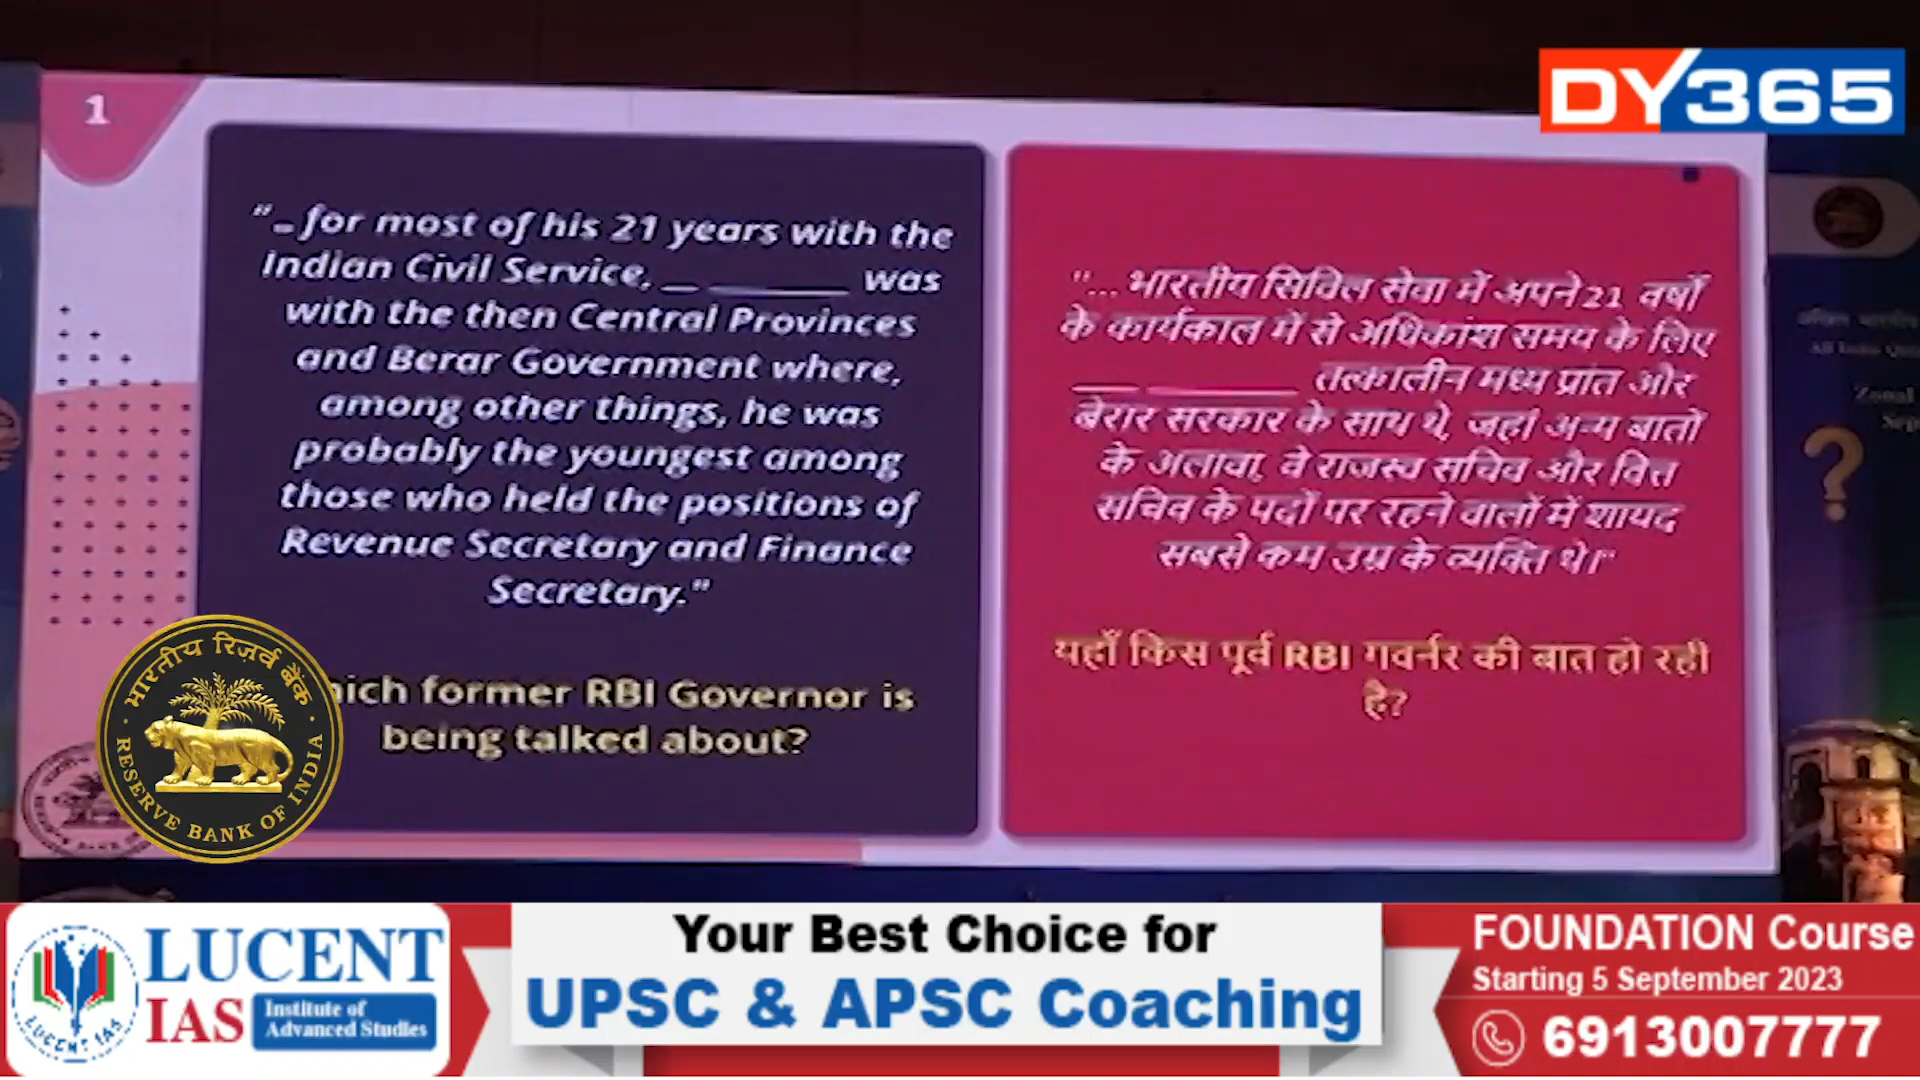 1
DY365
"…for most of his 21 years with the
Indian Civil Service, __ ______ was
with the then Central Provinces
and Berar Government where,
among other things, he was
probably the youngest among
those who held the positions of
Revenue Secretary and Finance
Secretary."
ich former RBI Governor is
being talked about?
"... भारतीय सिविल सेवा में अपने 21 वर्षों
के कार्यकाल में से अधिकांश समय के लिए
___ ______ तत्कालीन मध्य प्रांत और
बेरार सरकार के साथ थे, जहां अन्य बातों
के अलावा, वे राजस्व सचिव और वित्त
सचिव के पदों पर रहने वालों में शायद
सबसे कम उम्र के व्यक्ति थे।"
यहाँ किस पूर्व RBI गवर्नर की बात हो रही
है?
All India
Zonal
Sep
?
भारतीय रिज़र्व बैंक
RESERVE BANK OF INDIA
LUCENT
IAS
Institute of
Advanced Studies
LUCENT IAS
Your Best Choice for
UPSC & APSC Coaching
FOUNDATION Course
Starting 5 September 2023
6913007777